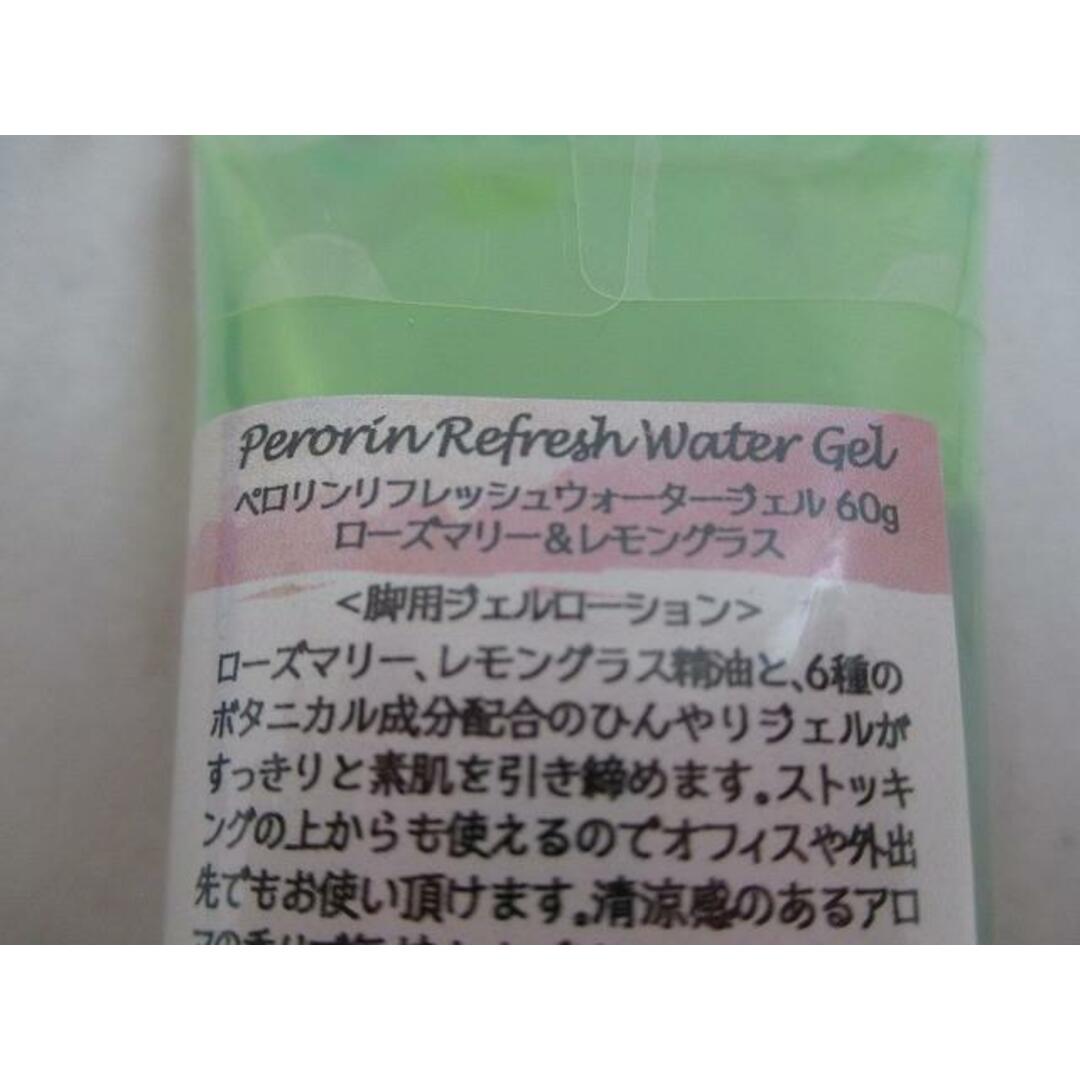 Perorin Refresh Water Gel
ペロリンリフレッシュウォータージェル 60g
ローズマリー&レモングラス
<脚用ジェルローション>
ローズマリー、レモングラス精油と、6種の
ボタニカル成分配合のひんやりジェルが
すっきりと素肌を引き締めます。ストッキ
ングの上からも使えるのでオフィスや外出
先でもお使い頂けます。清涼感のあるアロ
マの香りで